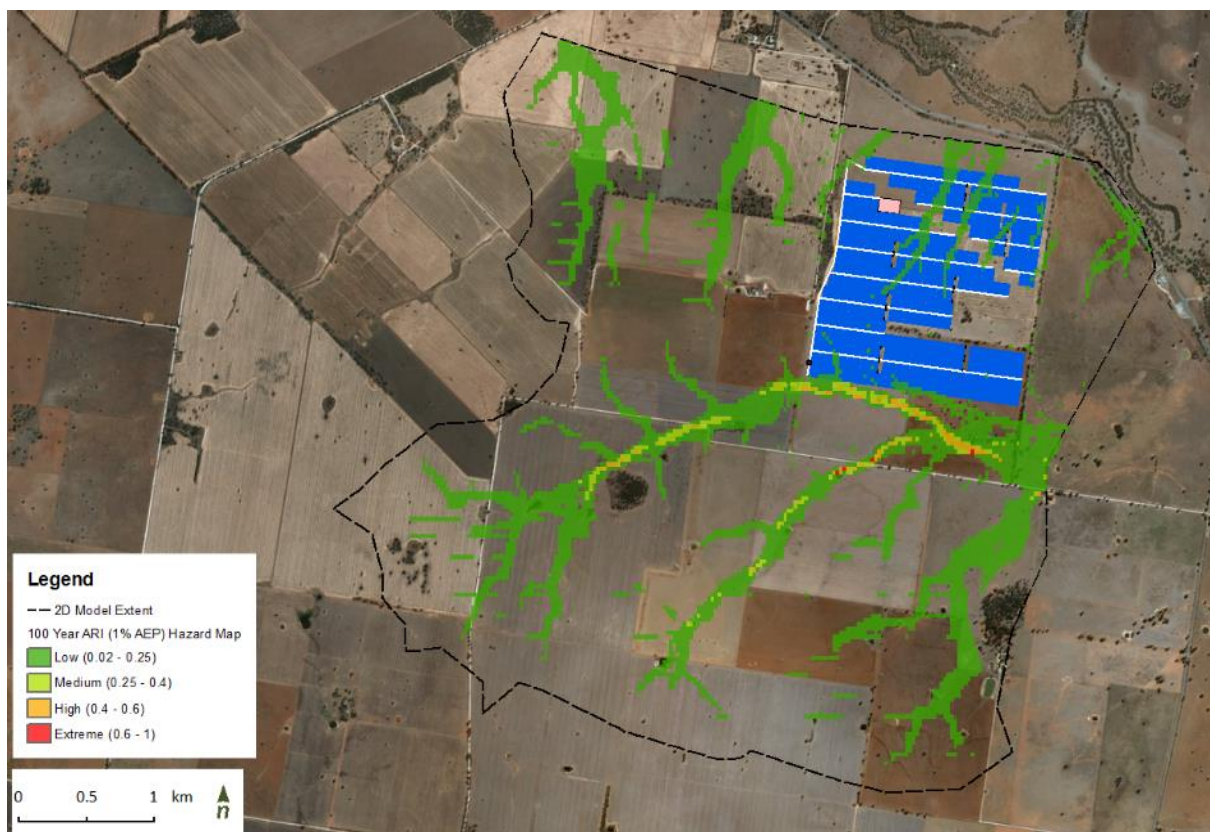 Legend
2D Model Extent
100 Year ARI (1% AEP) Hazard Map
Low (0.02 - 0.25)
Medium (0.25 - 0.4)
High (0.4 - 0.6)
Extreme (0.6 - 1)
0 0.5 1 km
n